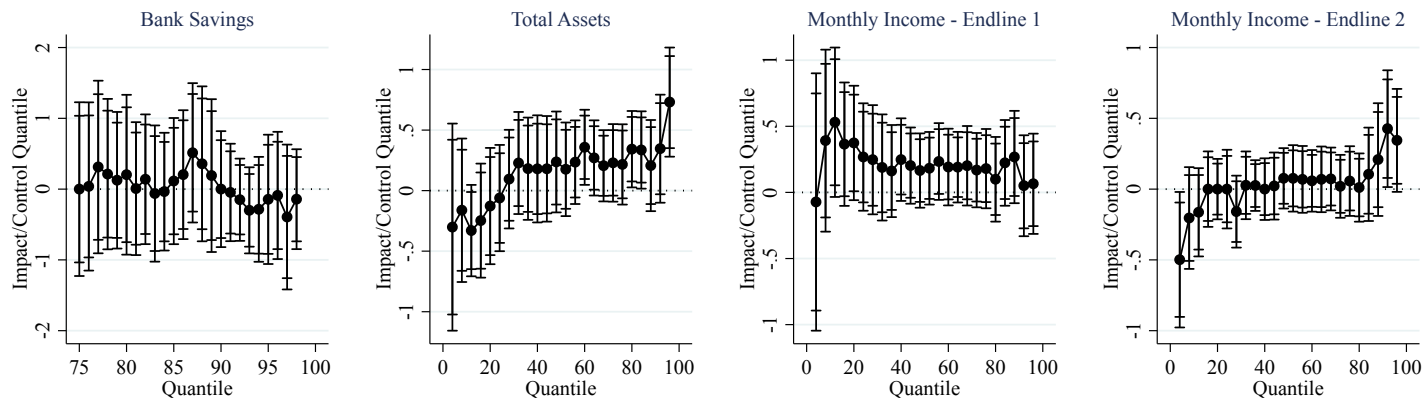 Bank Savings
Impact/Control Quantile
2
1
0
-1
-2
75 80 85 90 95 100
Quantile
Total Assets
Impact/Control Quantile
1
.5
0
-.5
-1
0 20 40 60 80 100
Quantile
Monthly Income - Endline 1
Impact/Control Quantile
1
.5
0
-.5
-1
0 20 40 60 80 100
Quantile
Monthly Income - Endline 2
Impact/Control Quantile
1
.5
0
-.5
-1
0 20 40 60 80 100
Quantile